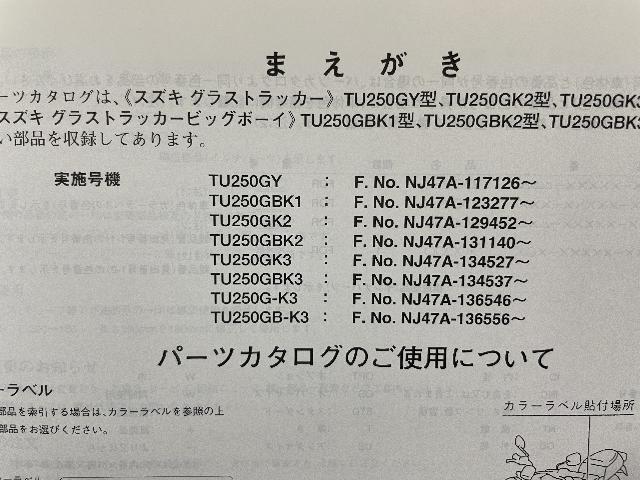 まえがき
ーツカタログは、《スズキ グラストラッカー》TU250GY型、TU250GK2型、TU250GK3
スズキ グラストラッカービッグボーイ》TU250GBK1型、TU250GBK2型、TU250GBK3
い部品を収録してあります。
実施号機 TU250GY : F. No. NJ47A-117126〜
TU250GBK1 : F. No. NJ47A-123277〜
TU250GK2 : F. No. NJ47A-129452〜
TU250GBK2 : F. No. NJ47A-131140〜
TU250GK3 : F. No. NJ47A-134527〜
TU250GBK3 : F. No. NJ47A-134537〜
TU250G-K3 : F. No. NJ47A-136546〜
TU250GB-K3 : F. No. NJ47A-136556〜
パーツカタログのご使用について
ーラベル
部品を索引する場合は、カラーラベルを参照の上
部品をお選びください。
カラーラベル貼付場所